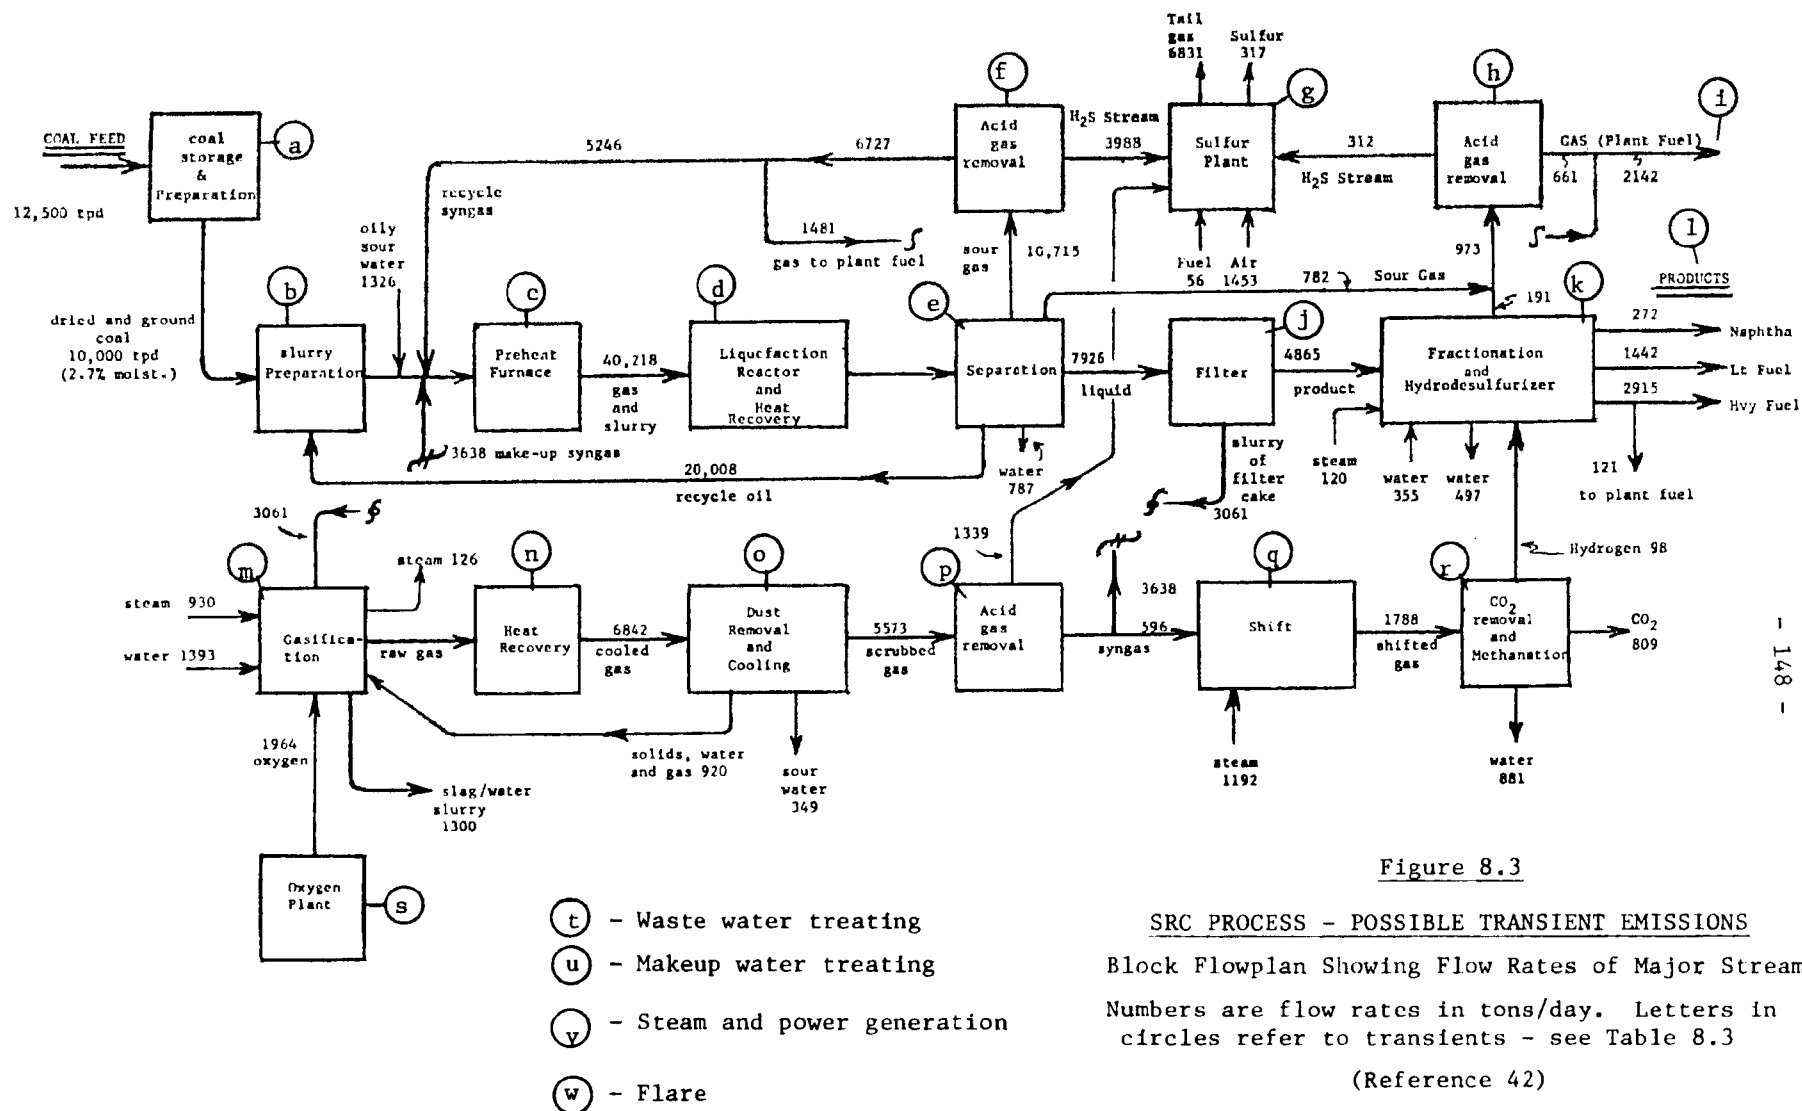 Tail
gas
6831
Sulfur
317
f
g
h
i
COAL FEED
12,500 tpd
coal
storage
&
Preparation
a
5246
6727
Acid
gas
removal
H2S Stream
3988
Sulfur
Plant
312
H2S Stream
Acid
gas
removal
GAS (Plant Fuel)
661
2142
recycle
syngas
oily
sour
water
1326
1481
gas to plant fuel
sour
gas
10,715
Fuel
56
Air
1453
782
Sour Gas
973
191
l
PRODUCTS
b
c
d
e
j
k
dried and ground
coal
10,000 tpd
(2.7% moist.)
slurry
Preparation
Preheat
Furnace
40,218
gas
and
slurry
Liquefaction
Reactor
and
Heat
Recovery
Separation
7926
liquid
Filter
4865
product
Fractionation
and
Hydrodesulfurizer
272
Naphtha
1442
Lt Fuel
2915
Hvy Fuel
3638 make-up syngas
20,008
recycle oil
water
787
slurry
of
filter
cake
3061
steam
120
water
355
water
497
121
to plant fuel
3061
m
steam 126
n
o
1339
p
3638
q
Hydrogen 98
r
steam 930
water 1393
Gasifica-
tion
raw gas
Heat
Recovery
6842
cooled
gas
Dust
Removal
and
Cooling
5573
scrubbed
gas
Acid
gas
removal
596
syngas
Shift
1788
shifted
gas
CO2
removal
and
Methanation
CO2
809
1964
oxygen
slag/water
slurry
1300
solids, water
and gas 920
sour
water
349
steam
1192
water
881
Oxygen
Plant
s
t - Waste water treating
u - Makeup water treating
v - Steam and power generation
w - Flare
Figure 8.3
SRC PROCESS - POSSIBLE TRANSIENT EMISSIONS
Block Flowplan Showing Flow Rates of Major Stream
Numbers are flow rates in tons/day. Letters in
circles refer to transients - see Table 8.3
(Reference 42)
- 148 -